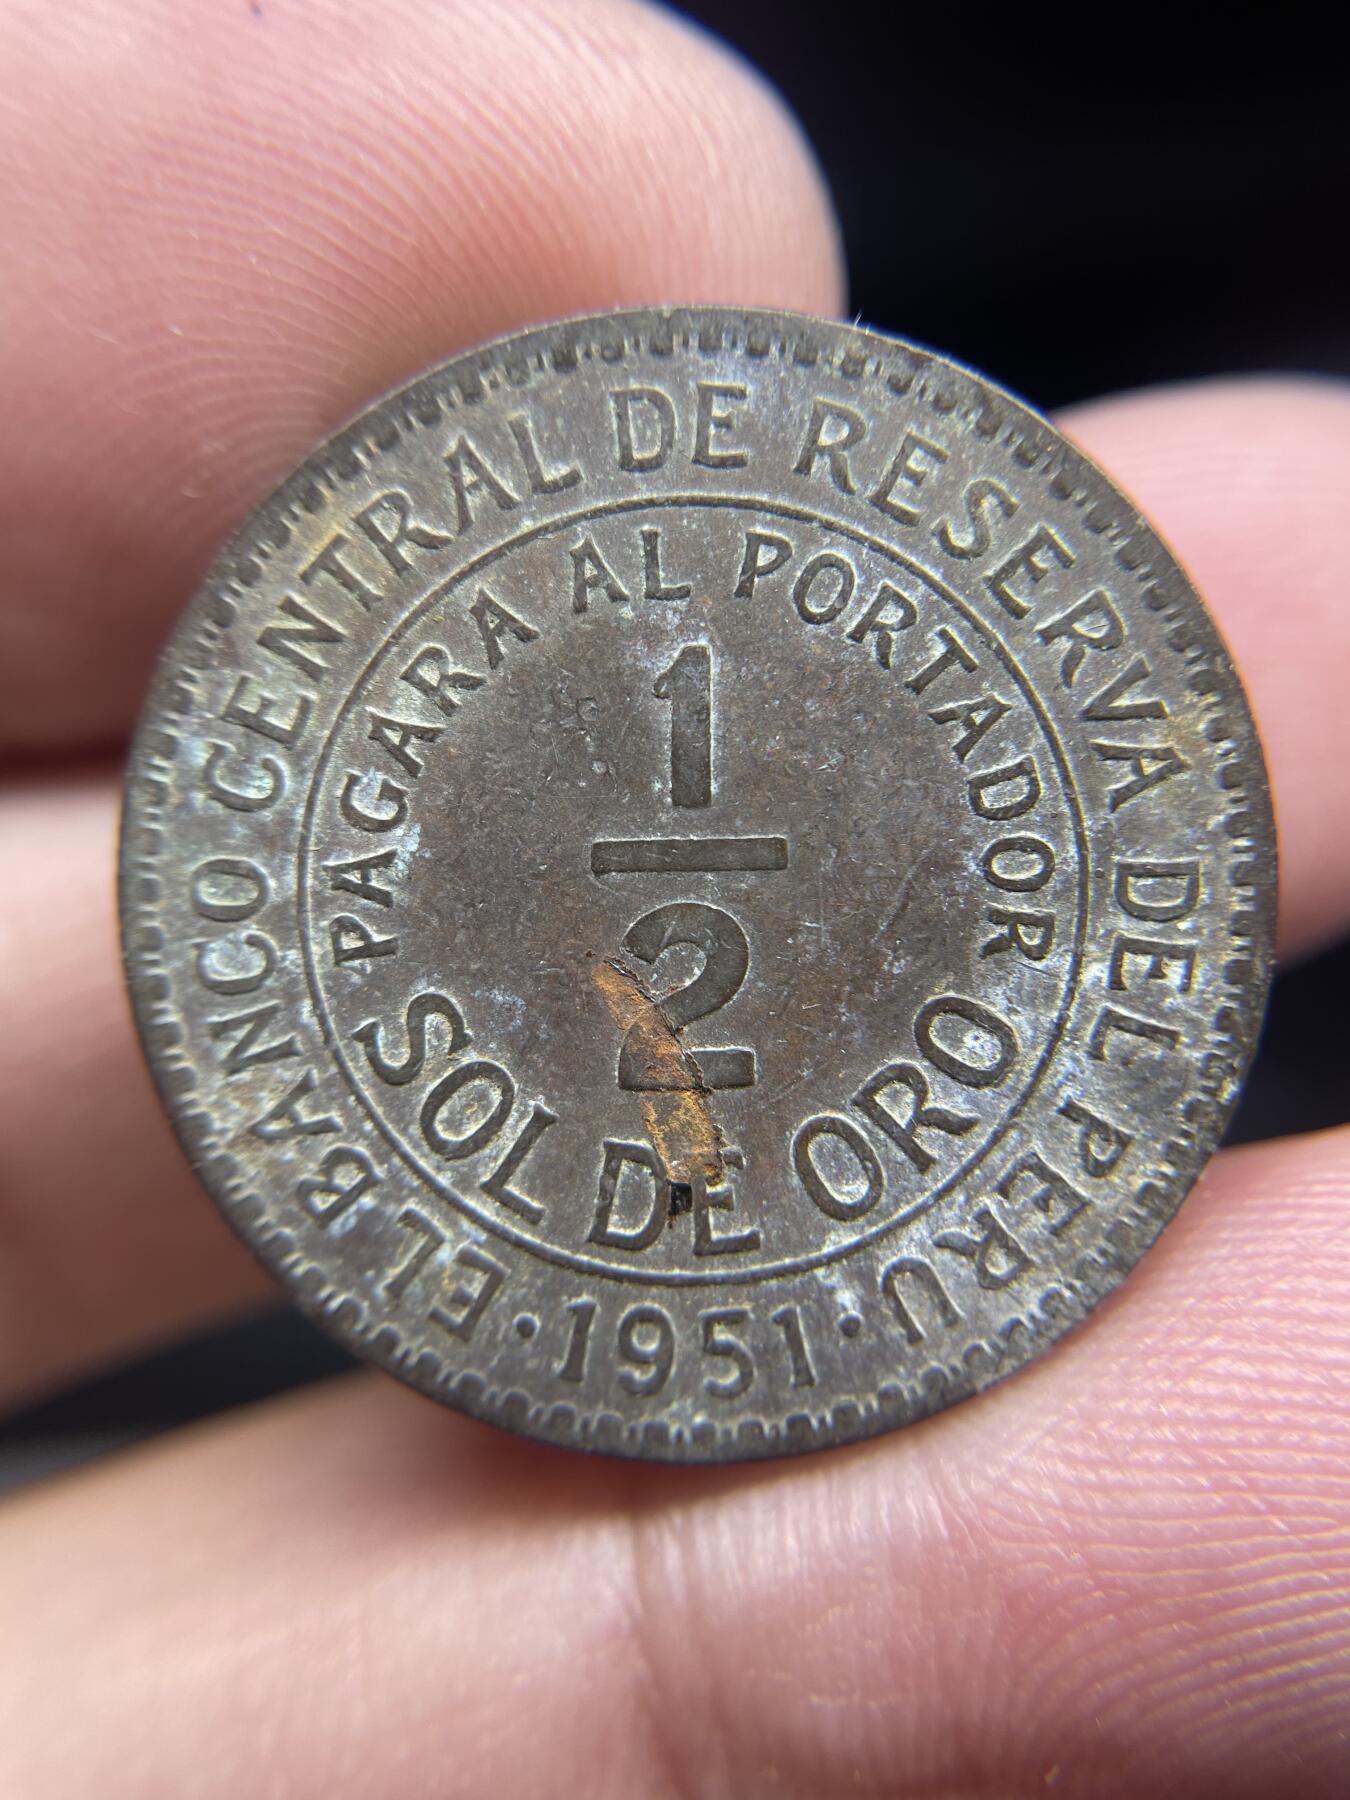 EL BANCO CENTRAL DE RESERVA DEL PERU
PAGARA AL PORTADOR
1
2
SOL DE ORO
· 1951 ·